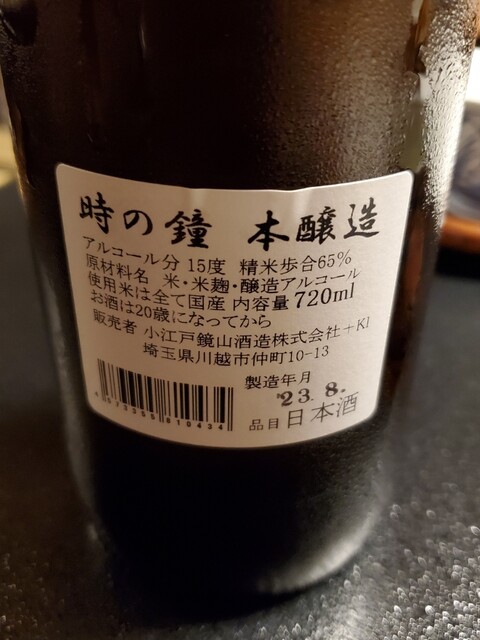 時の鐘 本醸造
アルコール分 15度 精米歩合65%
原材料名 米・米麹・醸造アルコール
使用米は全て国産 内容量720ml
お酒は20歳になってから
販売者 小江戸鏡山酒造株式会社+KI
埼玉県川越市仲町10-13
製造年月
'23. 8.
品目 日本酒